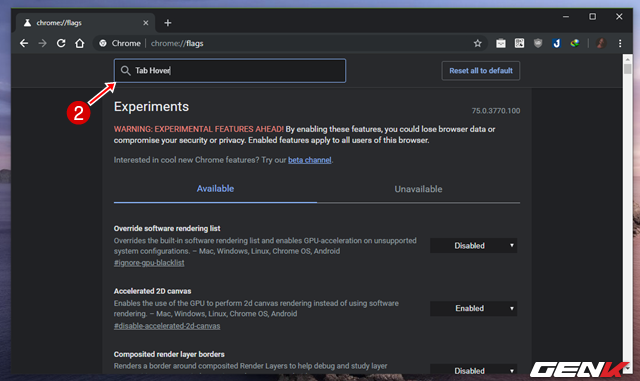 chrome://flags
Chrome | chrome://flags
Tab Hover
Reset all to default
2
Experiments
75.0.3770.100
WARNING: EXPERIMENTAL FEATURES AHEAD! By enabling these features, you could lose browser data or
compromise your security or privacy. Enabled features apply to all users of this browser.
Interested in cool new Chrome features? Try our beta channel.
Available
Unavailable
Override software rendering list
Overrides the built-in software rendering list and enables GPU-acceleration on unsupported
system configurations. – Mac, Windows, Linux, Chrome OS, Android
#ignore-gpu-blacklist
Disabled
Accelerated 2D canvas
Enables the use of the GPU to perform 2d canvas rendering instead of using software
rendering. – Mac, Windows, Linux, Chrome OS, Android
#disable-accelerated-2d-canvas
Enabled
Composited render layer borders
Renders a border around composited Render Layers to help debug and study layer
Disabled
GENK